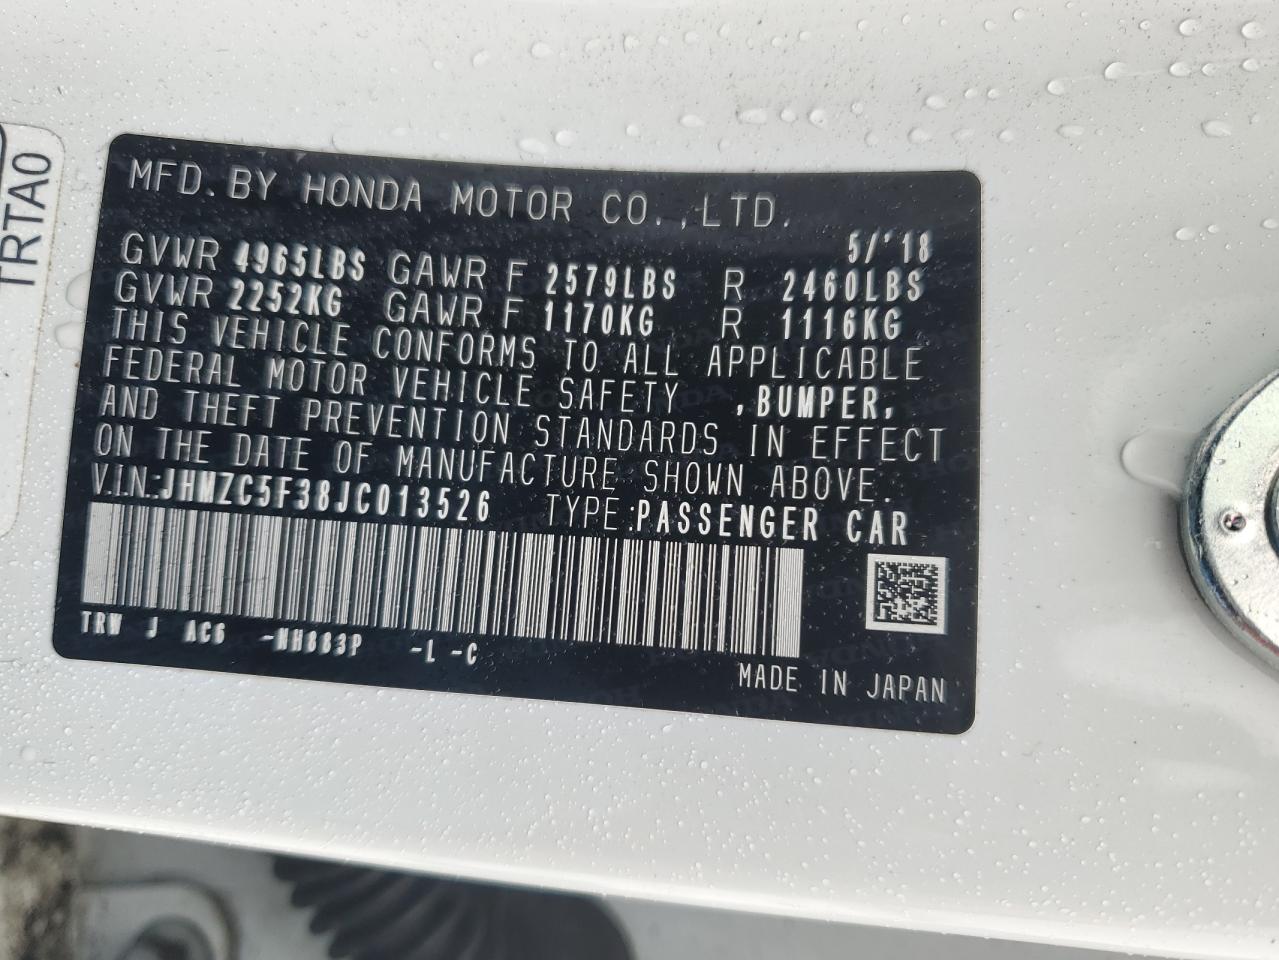 TRTA0
MFD. BY HONDA MOTOR CO.,LTD.
5/'18
GVWR 4965LBS GAWR F 2579LBS R 2460LBS
GVWR 2252KG GAWR F 1170KG R 1116KG
THIS VEHICLE CONFORMS TO ALL APPLICABLE
FEDERAL MOTOR VEHICLE SAFETY ,BUMPER,
AND THEFT PREVENTION STANDARDS IN EFFECT
ON THE DATE OF MANUFACTURE SHOWN ABOVE.
V.I.N.:JHMZC5F38JC013526 TYPE:PASSENGER CAR
TRW J AC6 -NH883P -L -C
MADE IN JAPAN